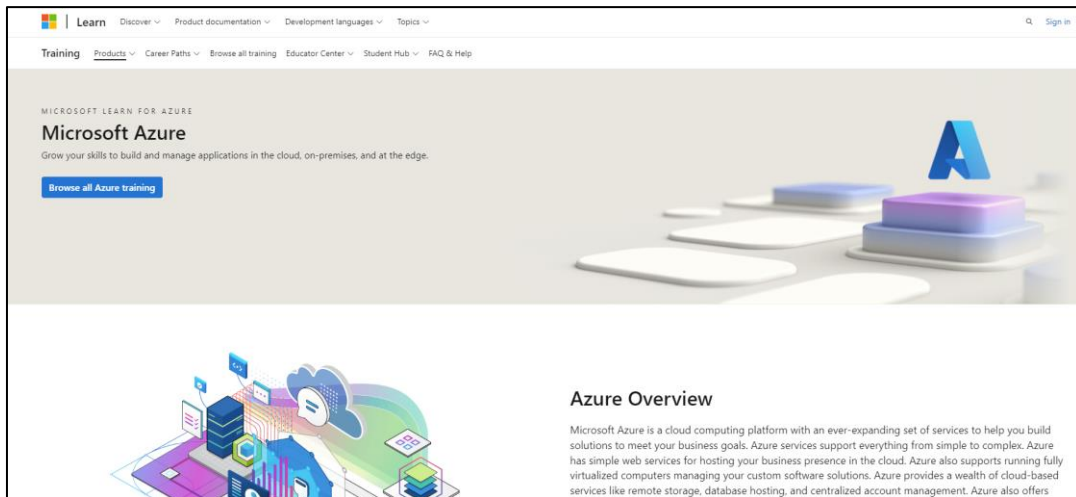 Learn Discover Product documentation Development languages Topics Sign in
Training Products Career Paths Browse all training Educator Center Student Hub FAQ & Help
MICROSOFT LEARN FOR AZURE
Microsoft Azure
Grow your skills to build and manage applications in the cloud, on-premises, and at the edge.
Browse all Azure training
Azure Overview
Microsoft Azure is a cloud computing platform with an ever-expanding set of services to help you build
solutions to meet your business goals. Azure services support everything from simple to complex. Azure
has simple web services for hosting your business presence in the cloud. Azure also supports running fully
virtualized computers managing your custom software solutions. Azure provides a wealth of cloud-based
services like remote storage, database hosting, and centralized account management. Azure also offers